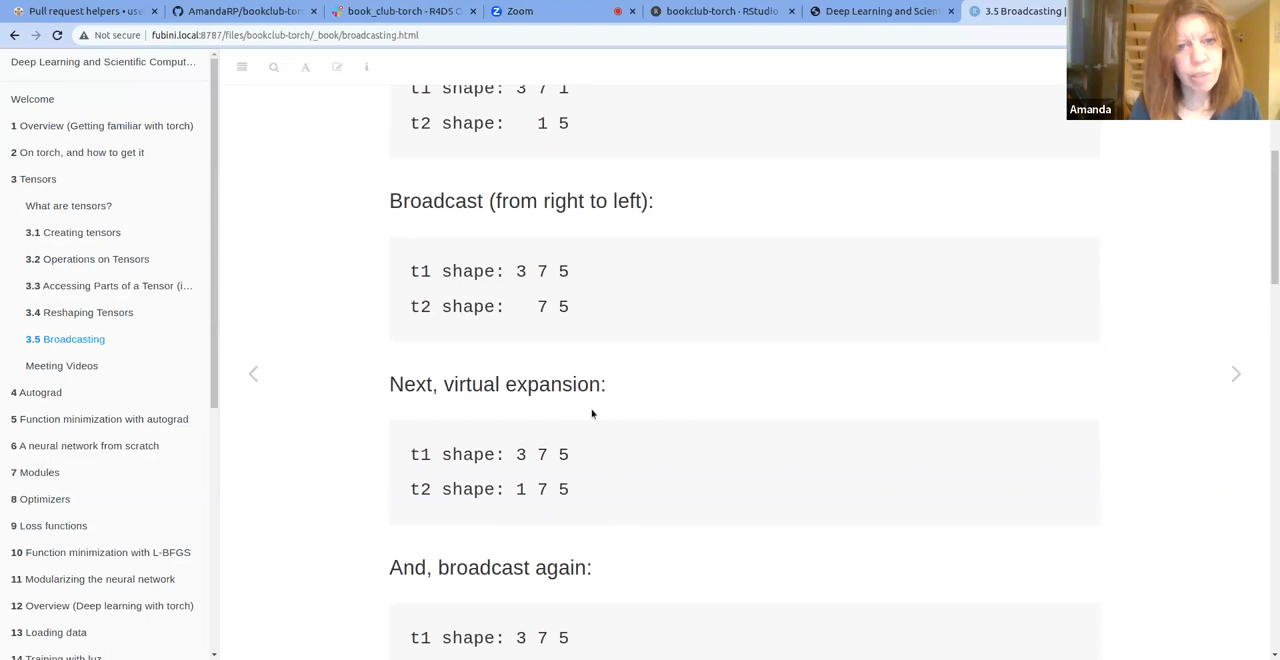 Pull request helpers • use
AmandaRP/bookclub-tor
book_club-torch - R4DS C
Zoom
bookclub-torch - RStudio
Deep Learning and Scient
3.5 Broadcasting |
Not secure
fubini.local:8787/files/bookclub-torch/_book/broadcasting.html
Deep Learning and Scientific Comput...
Welcome
1 Overview (Getting familiar with torch)
2 On torch, and how to get it
3 Tensors
What are tensors?
3.1 Creating tensors
3.2 Operations on Tensors
3.3 Accessing Parts of a Tensor (i...
3.4 Reshaping Tensors
3.5 Broadcasting
Meeting Videos
4 Autograd
5 Function minimization with autograd
6 A neural network from scratch
7 Modules
8 Optimizers
9 Loss functions
10 Function minimization with L-BFGS
11 Modularizing the neural network
12 Overview (Deep learning with torch)
13 Loading data
14 Training with luz
t1 shape: 3 7 1
t2 shape:   1 5
Broadcast (from right to left):
t1 shape: 3 7 5
t2 shape:   7 5
Next, virtual expansion:
t1 shape: 3 7 5
t2 shape: 1 7 5
And, broadcast again:
t1 shape: 3 7 5
Amanda